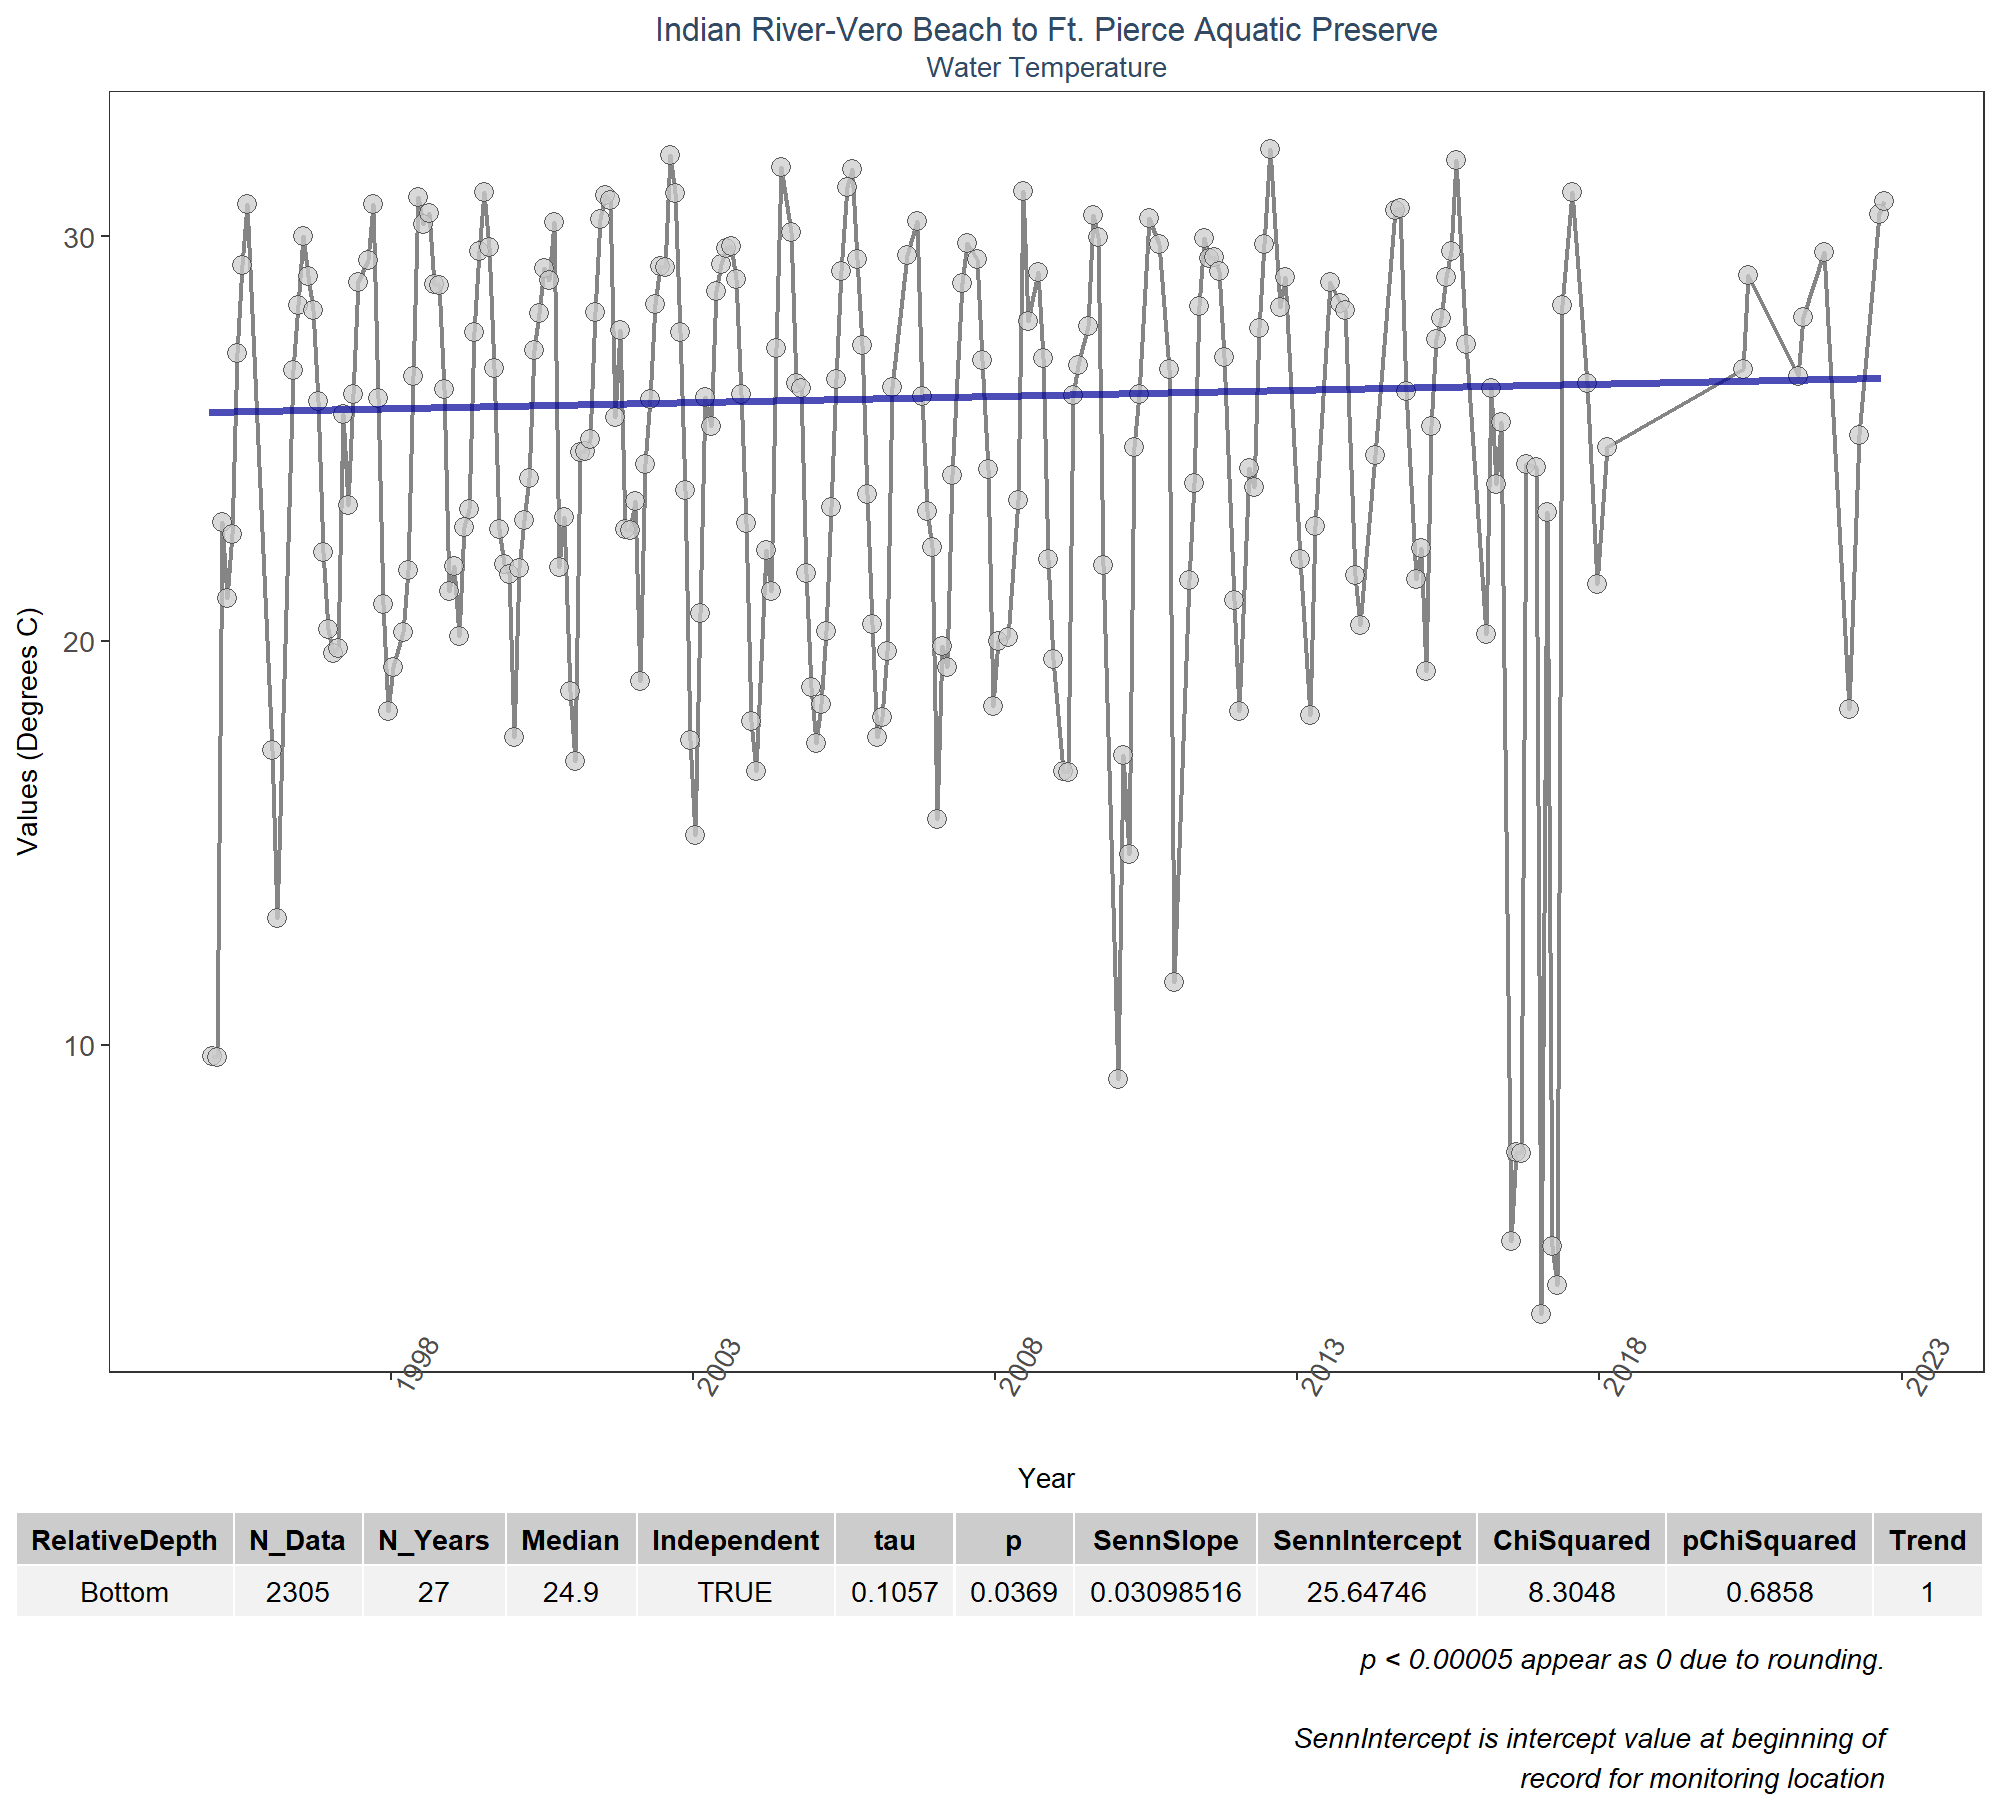 Indian River-Vero Beach to Ft. Pierce Aquatic Preserve
Water Temperature
Values (Degrees C)
30
20
10
1998
2003
2008
2013
2018
2023
Year
RelativeDepth N_Data N_Years Median Independent tau p SennSlope SennIntercept ChiSquared pChiSquared Trend
Bottom 2305 27 24.9 TRUE 0.1057 0.0369 0.03098516 25.64746 8.3048 0.6858 1
p < 0.00005 appear as 0 due to rounding.
SennIntercept is intercept value at beginning of
record for monitoring location